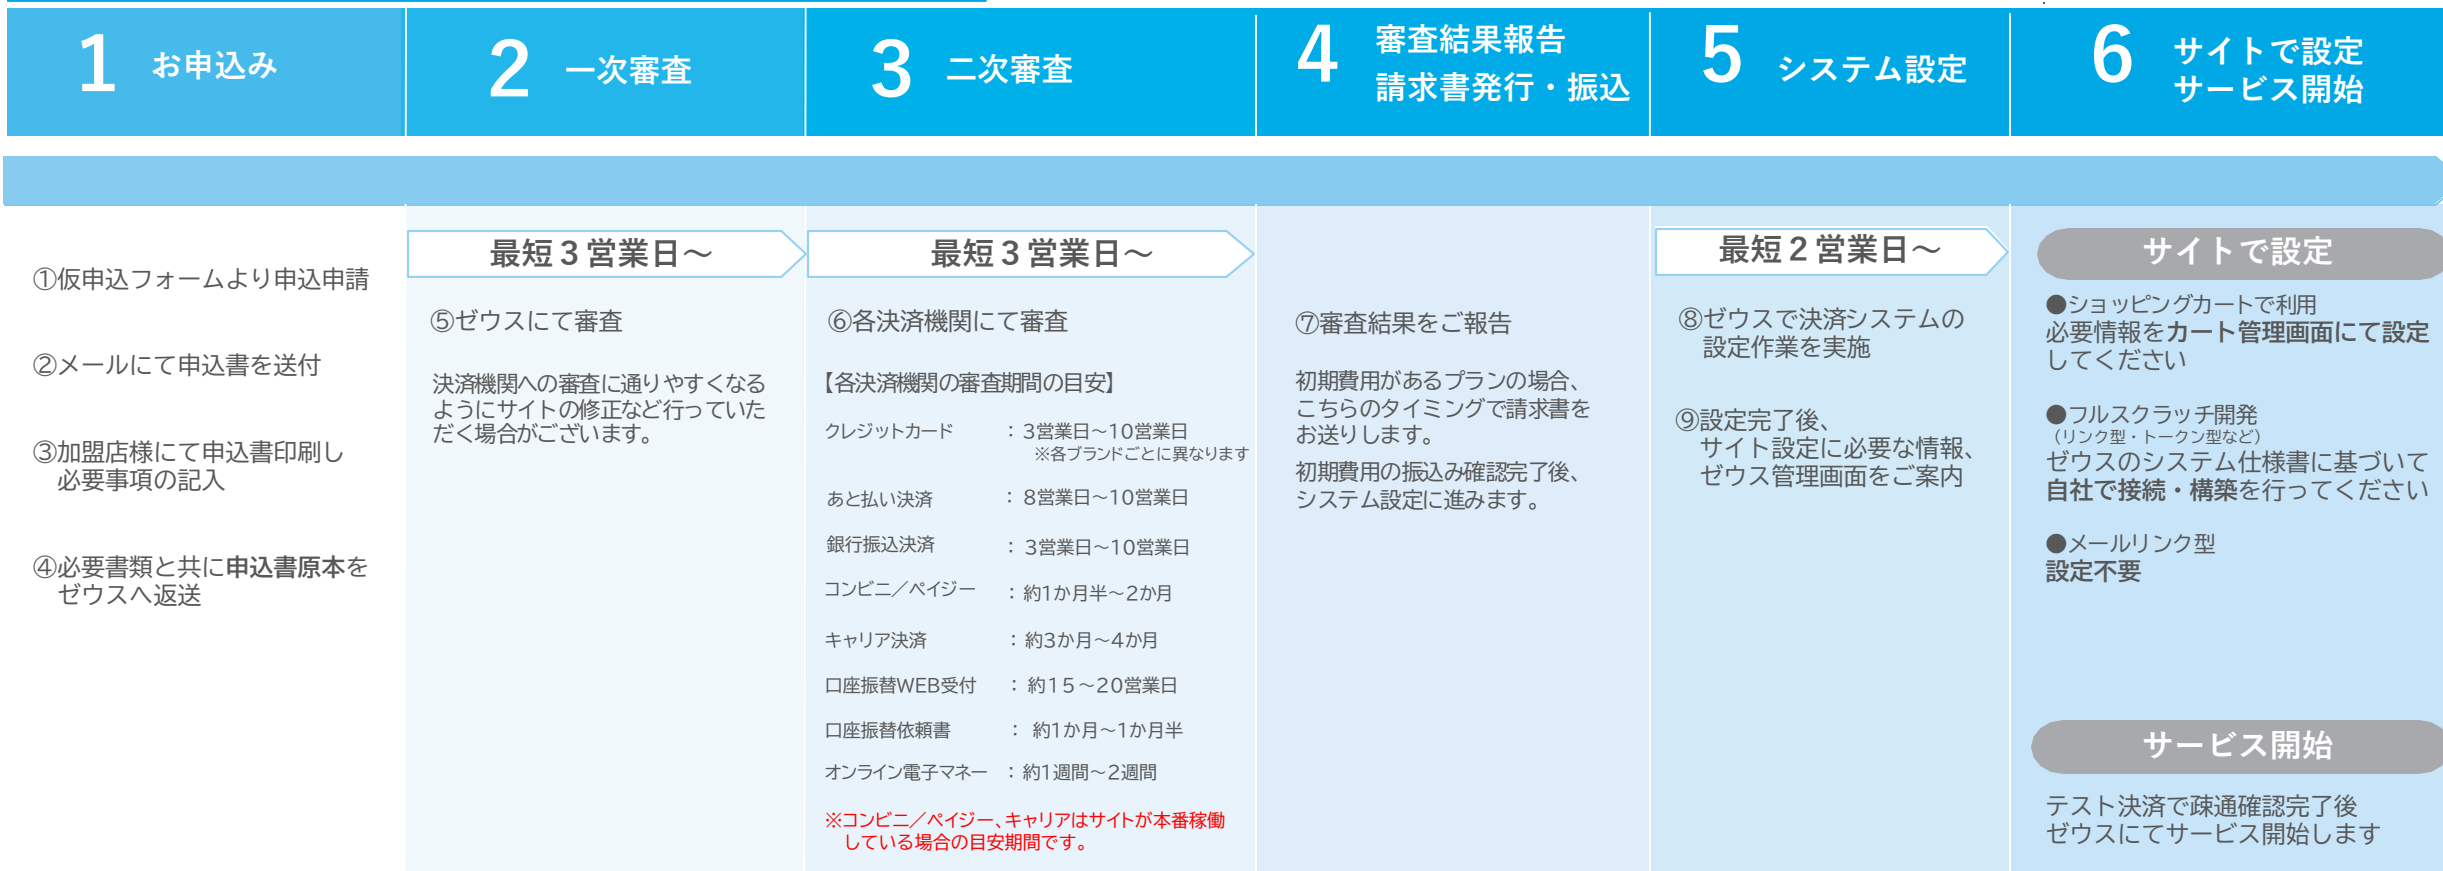 1 お申込み
2 一次審査
3 二次審査
4 審査結果報告
請求書発行・振込
5 システム設定
6 サイトで設定
サービス開始
①仮申込フォームより申込申請
②メールにて申込書を送付
③加盟店様にて申込書印刷し
必要事項の記入
④必要書類と共に申込書原本を
ゼウスへ返送
最短３営業日～
⑤ゼウスにて審査
決済機関への審査に通りやすくなる
ようにサイトの修正など行っていた
だく場合がございます。
最短３営業日～
⑥各決済機関にて審査
【各決済機関の審査期間の目安】
クレジットカード ：3営業日～10営業日
※各ブランドごとに異なります
あと払い決済 ：8営業日～10営業日
銀行振込決済 ：3営業日～10営業日
コンビニ／ペイジー ：約1か月半～2か月
キャリア決済 ：約3か月～4か月
口座振替WEB受付 ：約１５～20営業日
口座振替依頼書 ：約1か月～1か月半
オンライン電子マネー ：約1週間～2週間
※コンビニ／ペイジー、キャリアはサイトが本番稼働
している場合の目安期間です。
⑦審査結果をご報告
初期費用があるプランの場合、
こちらのタイミングで請求書を
お送りします。
初期費用の振込み確認完了後、
システム設定に進みます。
最短２営業日～
⑧ゼウスで決済システムの
設定作業を実施
⑨設定完了後、
サイト設定に必要な情報、
ゼウス管理画面をご案内
サイトで設定
●ショッピングカートで利用
必要情報をカート管理画面にて設定
してください
●フルスクラッチ開発
（リンク型・トークン型など）
ゼウスのシステム仕様書に基づいて
自社で接続・構築を行ってください
●メールリンク型
設定不要
サービス開始
テスト決済で疎通確認完了後
ゼウスにてサービス開始します